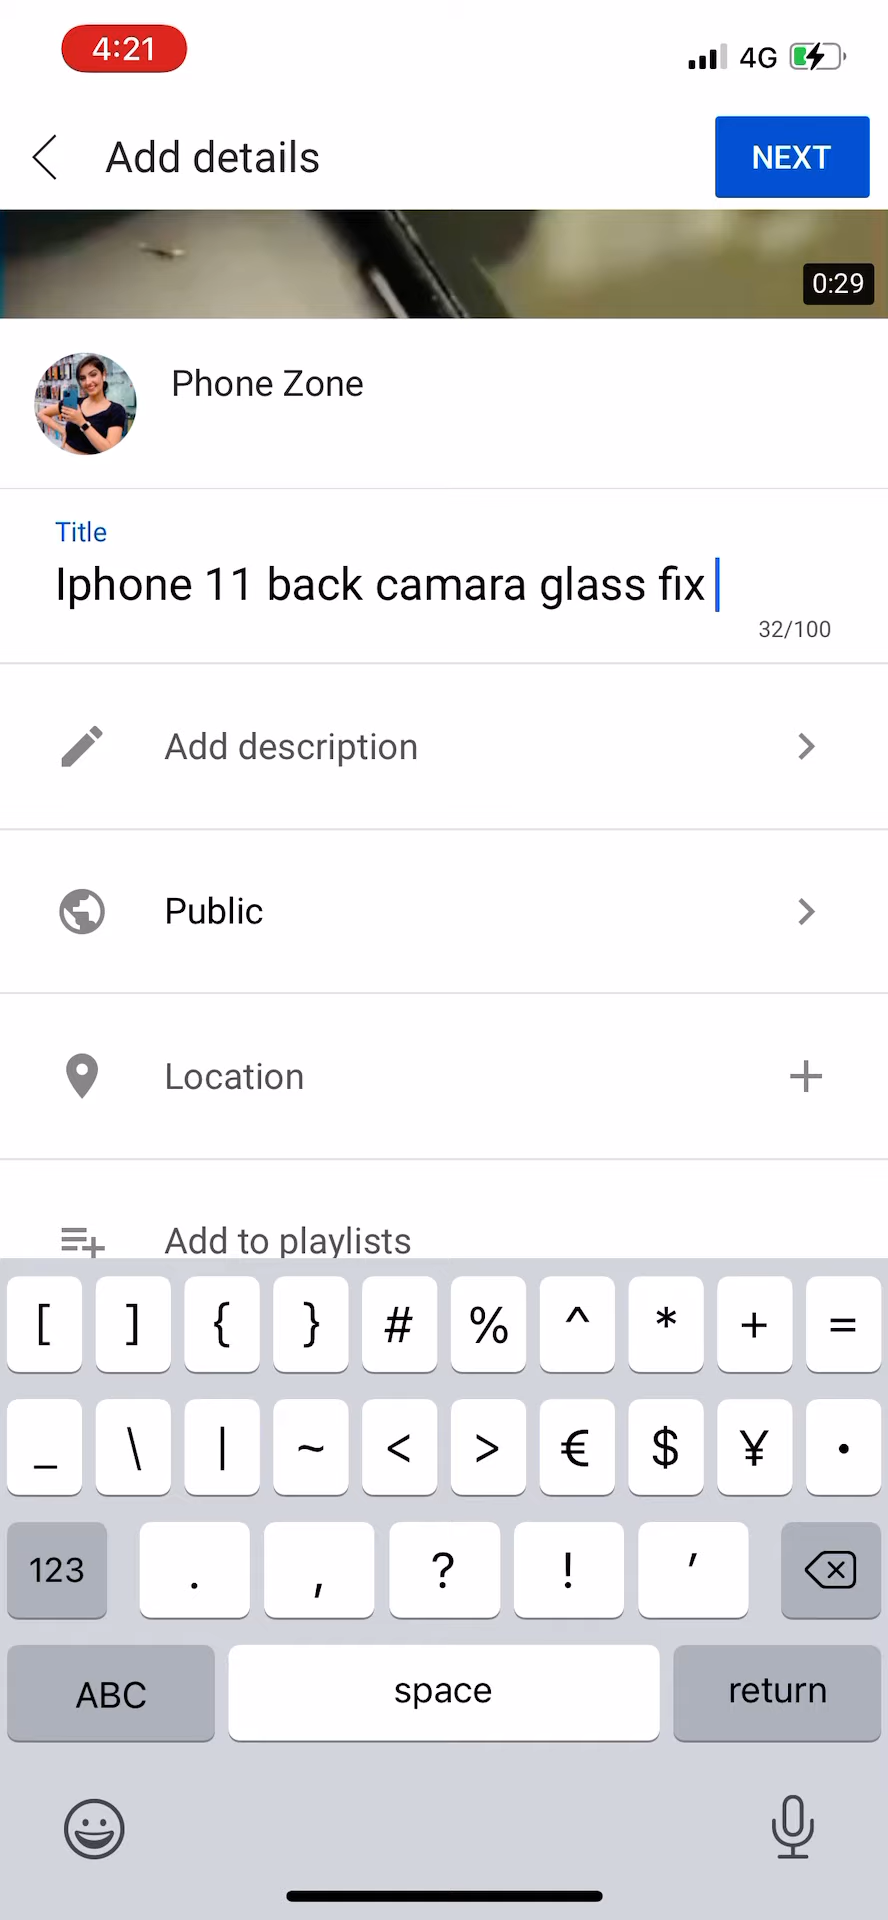 4:21
4G
Add details
NEXT
0:29
Phone Zone
Title
Iphone 11 back camara glass fix
32/100
Add description
Public
Location
Add to playlists
[ ] { } # % ^ * + =
_ \ | ~ < > € $ ¥ •
123 . , ? ! ′
ABC space return